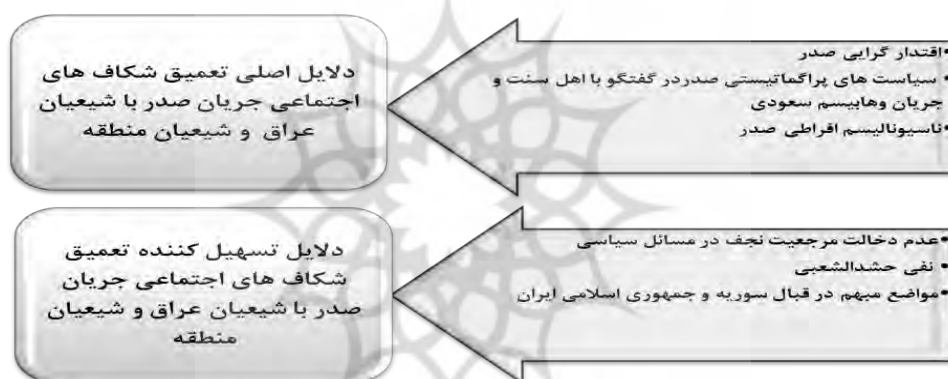 •اقتدار گرایی صدر
• سیاست های پراگماتیستی صدردر گفتگو با اهل سنت و
جریان وهابیسم سعودی
•ناسیونالیسم افراطی صدر
دلایل اصلی تعمیق شکاف های
اجتماعی جریان صدر با شیعیان
عراق و شیعیان منطقه
•عدم دخالت مرجعیت نجف در مسائل سیاسی
• نفی حشدالشعبی
•مواضع مبهم در قبال سوریه و جمهوری اسلامی ایران
دلایل تسهیل کننده تعمیق
شکاف های اجتماعی جریان
صدر با شیعیان عراق و شیعیان
منطقه